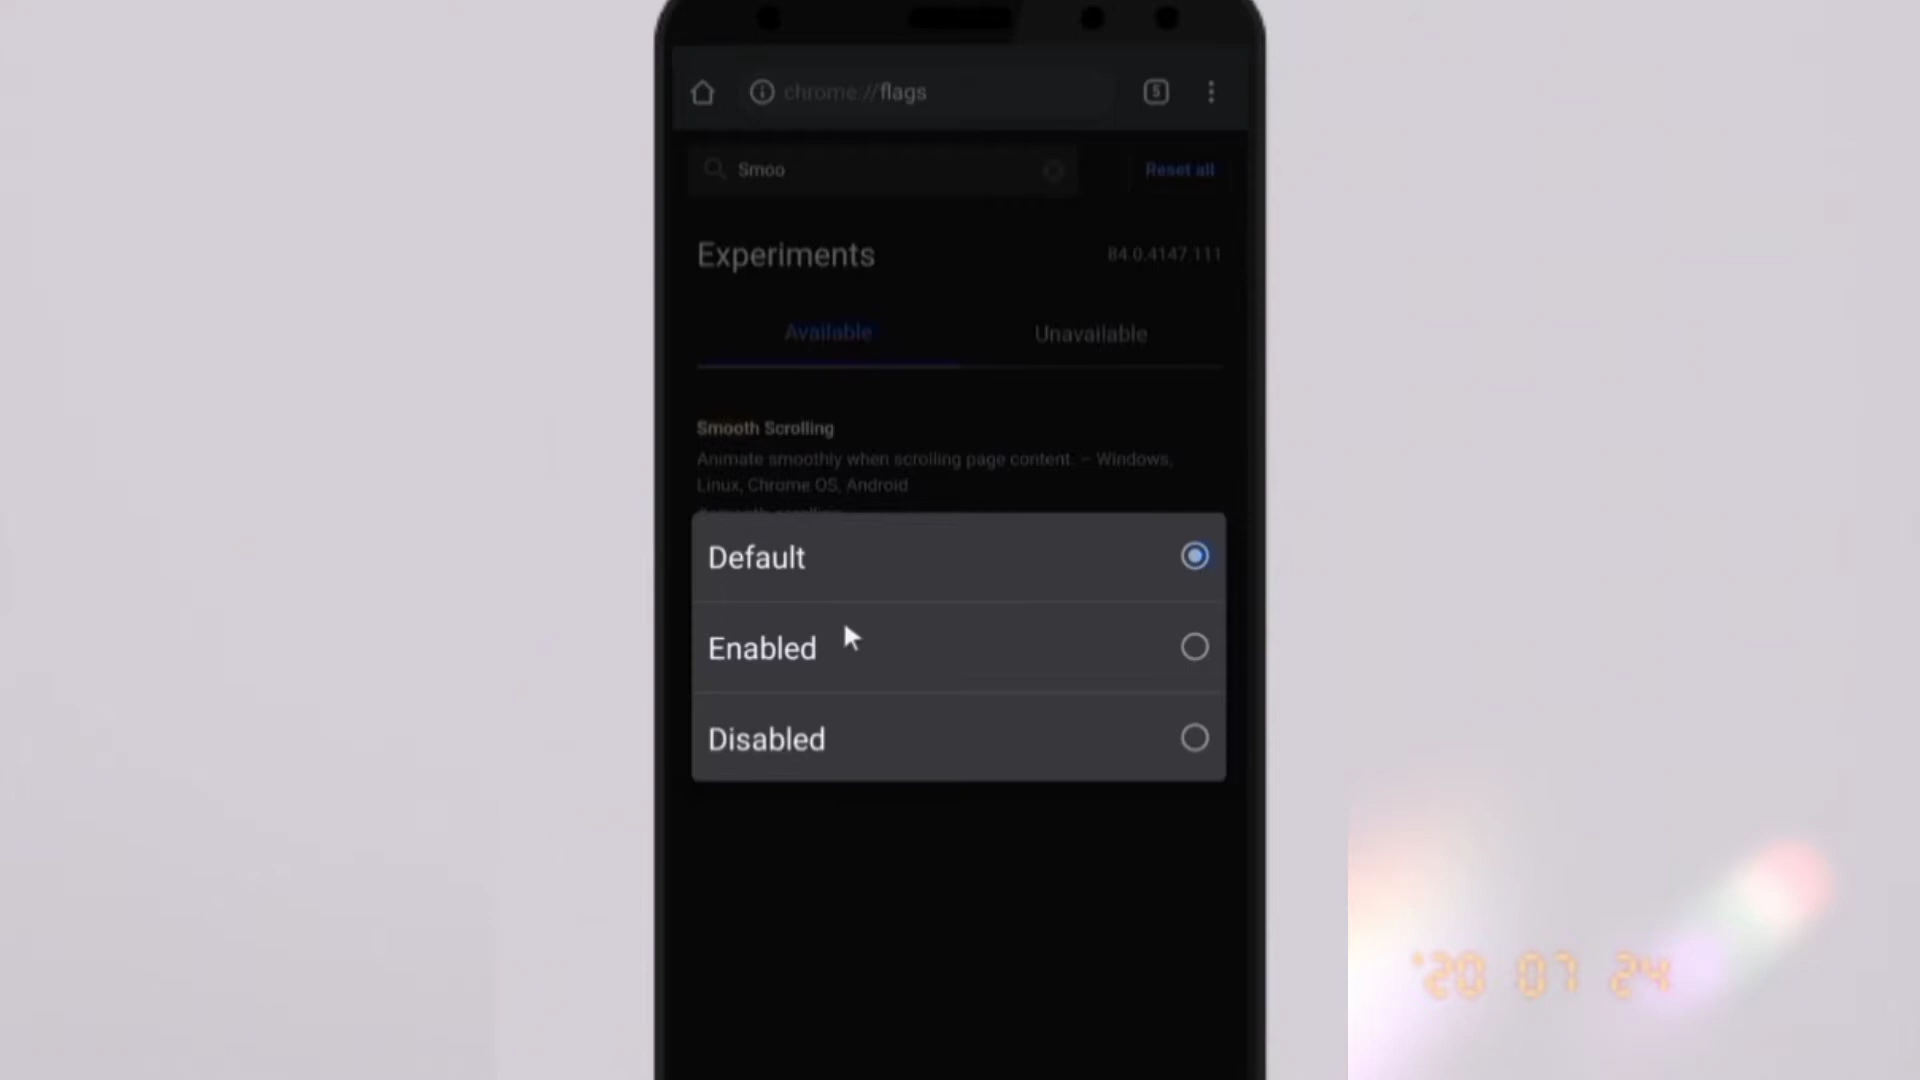 chrome://flags
5
Smoo
Reset all
Experiments
84.0.4147.111
Available
Unavailable
Smooth Scrolling
Animate smoothly when scrolling page content. – Windows,
Linux, Chrome OS, Android
Default
Enabled
Disabled
'20 07 24